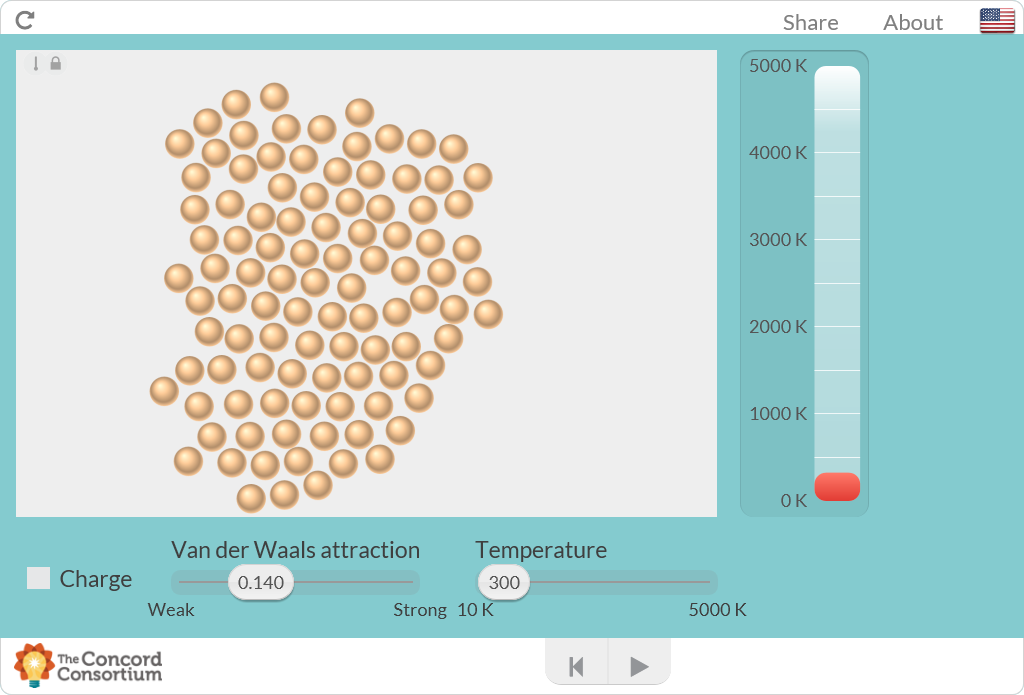 Share About
5000 K
4000 K
3000 K
2000 K
1000 K
0 K
Van der Waals attraction Temperature
Charge 0.140 300
Weak Strong 10 K 5000 K
The Concord
Consortium